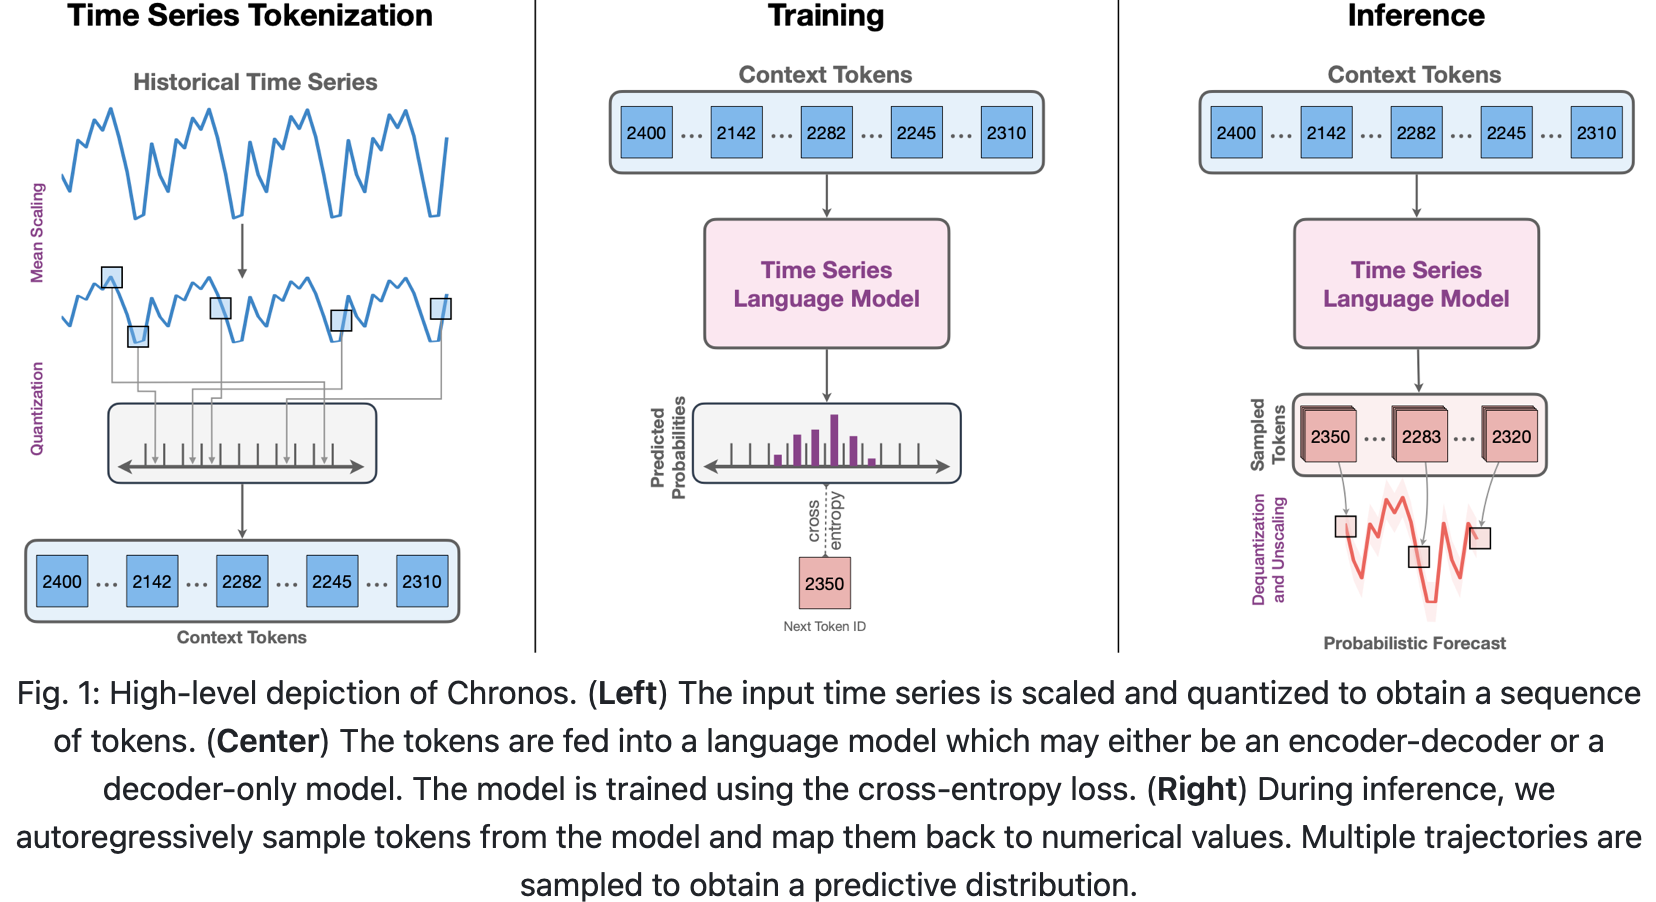 Time Series Tokenization
Historical Time Series
Mean Scaling
Quantization
2400 ... 2142 ... 2282 ... 2245 ... 2310
Context Tokens
Training
Context Tokens
2400 ... 2142 ... 2282 ... 2245 ... 2310
Time Series
Language Model
Predicted
Probabilities
cross
entropy
2350
Next Token ID
Inference
Context Tokens
2400 ... 2142 ... 2282 ... 2245 ... 2310
Time Series
Language Model
Sampled
Tokens
2350 ... 2283 ... 2320
Dequantization
and Unscaling
Probabilistic Forecast
Fig. 1: High-level depiction of Chronos. (Left) The input time series is scaled and quantized to obtain a sequence
of tokens. (Center) The tokens are fed into a language model which may either be an encoder-decoder or a
decoder-only model. The model is trained using the cross-entropy loss. (Right) During inference, we
autoregressively sample tokens from the model and map them back to numerical values. Multiple trajectories are
sampled to obtain a predictive distribution.